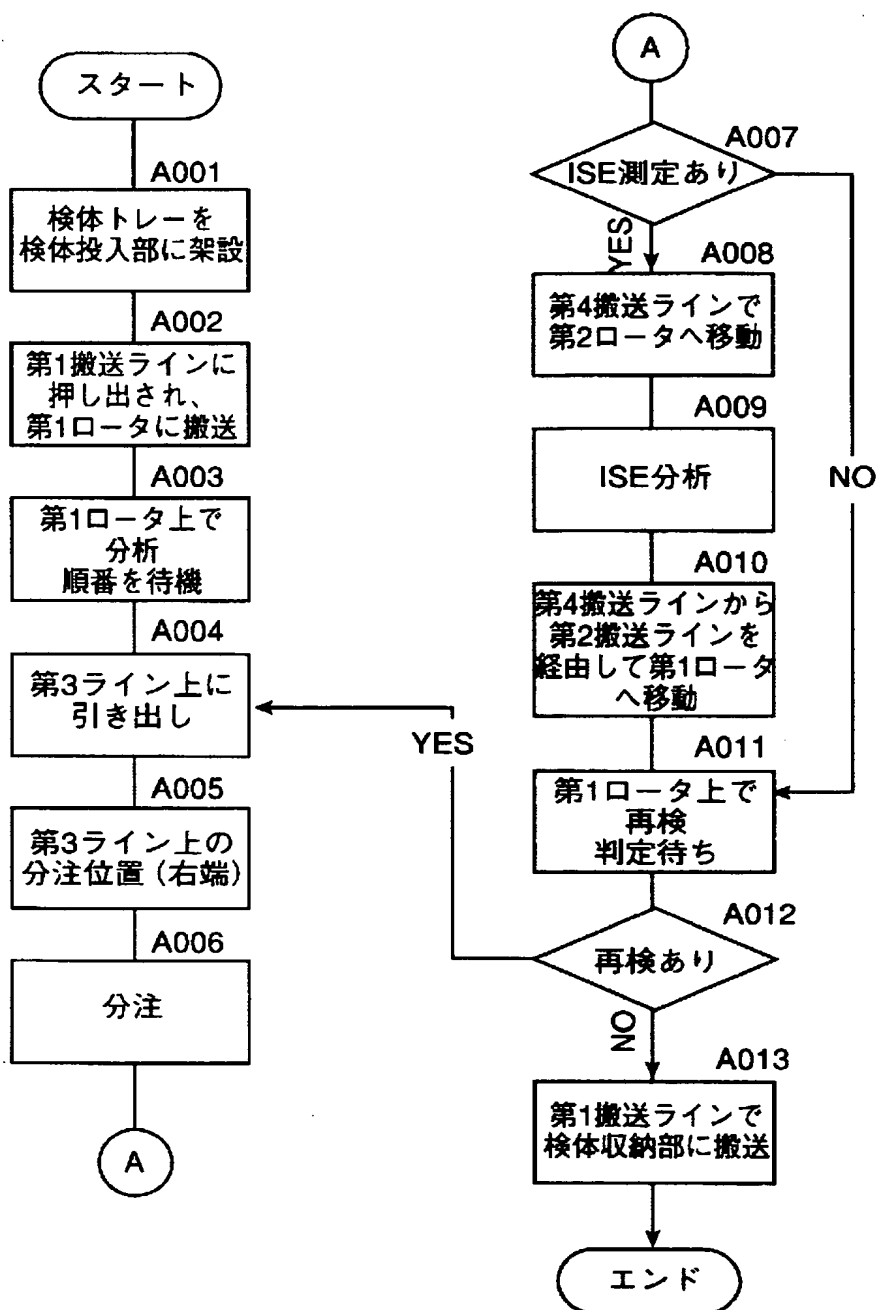 スタート
A001
検体トレーを
検体投入部に架設
A002
第1搬送ラインに
押し出され、
第1ロータに搬送
A003
第1ロータ上で
分析
順番を待機
A004
第3ライン上に
引き出し
A005
第3ライン上の
分注位置(右端)
A006
分注
A
A
A007
ISE測定あり
YES
NO
A008
第4搬送ラインで
第2ロータへ移動
A009
ISE分析
A010
第4搬送ラインから
第2搬送ラインを
経由して第1ロータ
へ移動
A011
第1ロータ上で
再検
判定待ち
A012
再検あり
YES
NO
A013
第1搬送ラインで
検体収納部に搬送
エンド